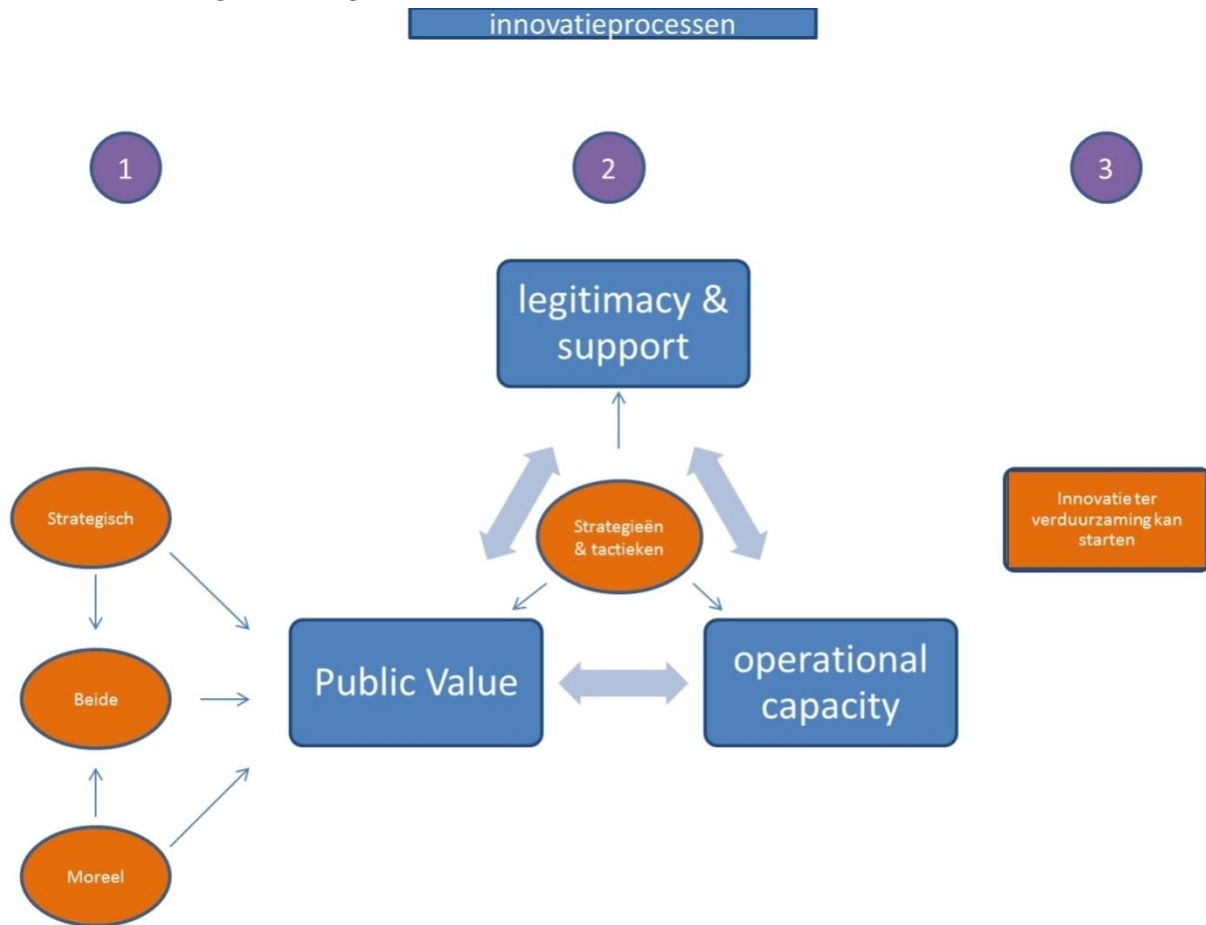 innovatieprocessen
1
2
3
legitimacy &
support
Strategisch
Strategieën
& tactieken
Innovatie ter
verduurzaming kan
starten
Beide
Public Value
operational
capacity
Moreel